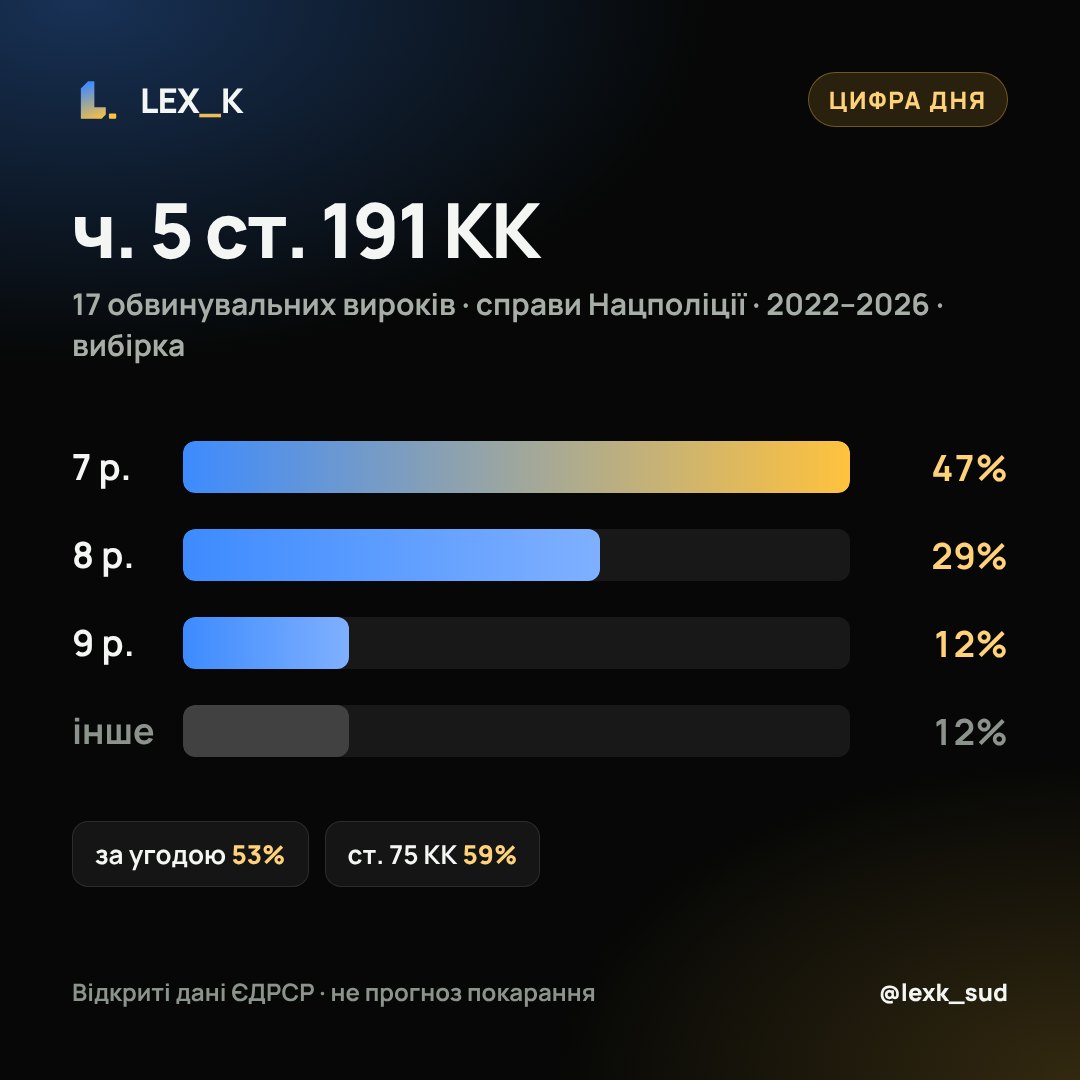 LEX_K
ЦИФРА ДНЯ
ч. 5 ст. 191 КК
17 обвинувальних вироків · справи Нацполіції · 2022–2026 ·
вибірка
7 р. 47%
8 р. 29%
9 р. 12%
інше 12%
за угодою 53% ст. 75 КК 59%
Відкриті дані ЄДРСР · не прогноз покарання @lexk_sud